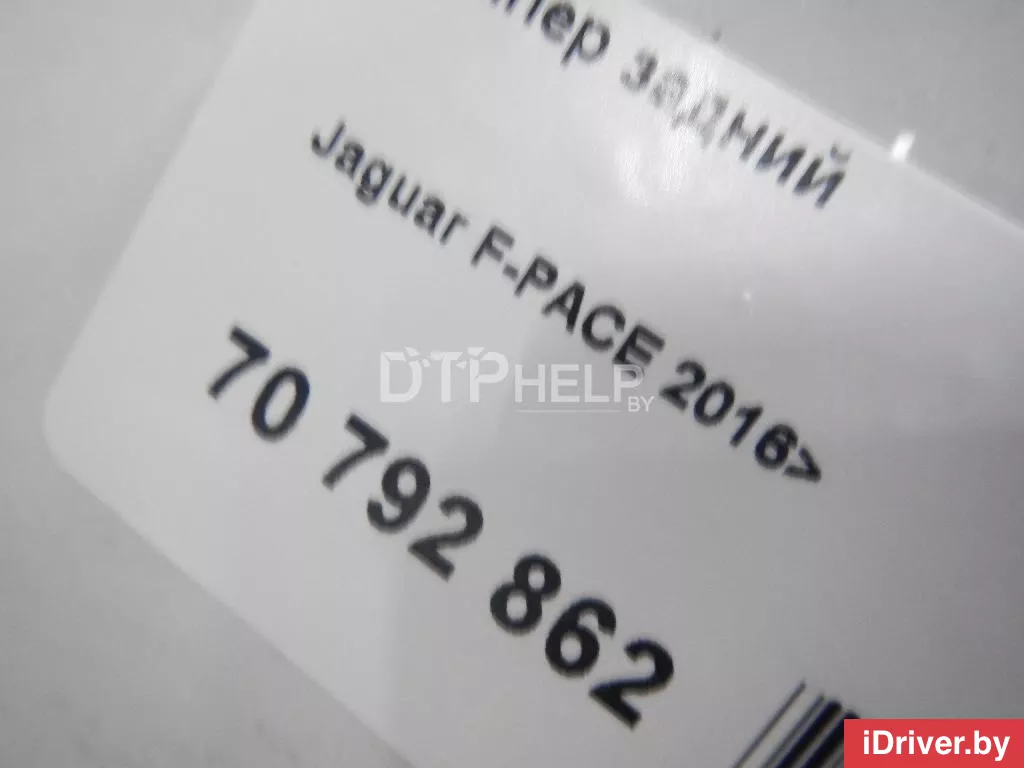 задний
Jaguar F-PACE 2016>
70 792 862
DTPHELP
BY
iDriver.by